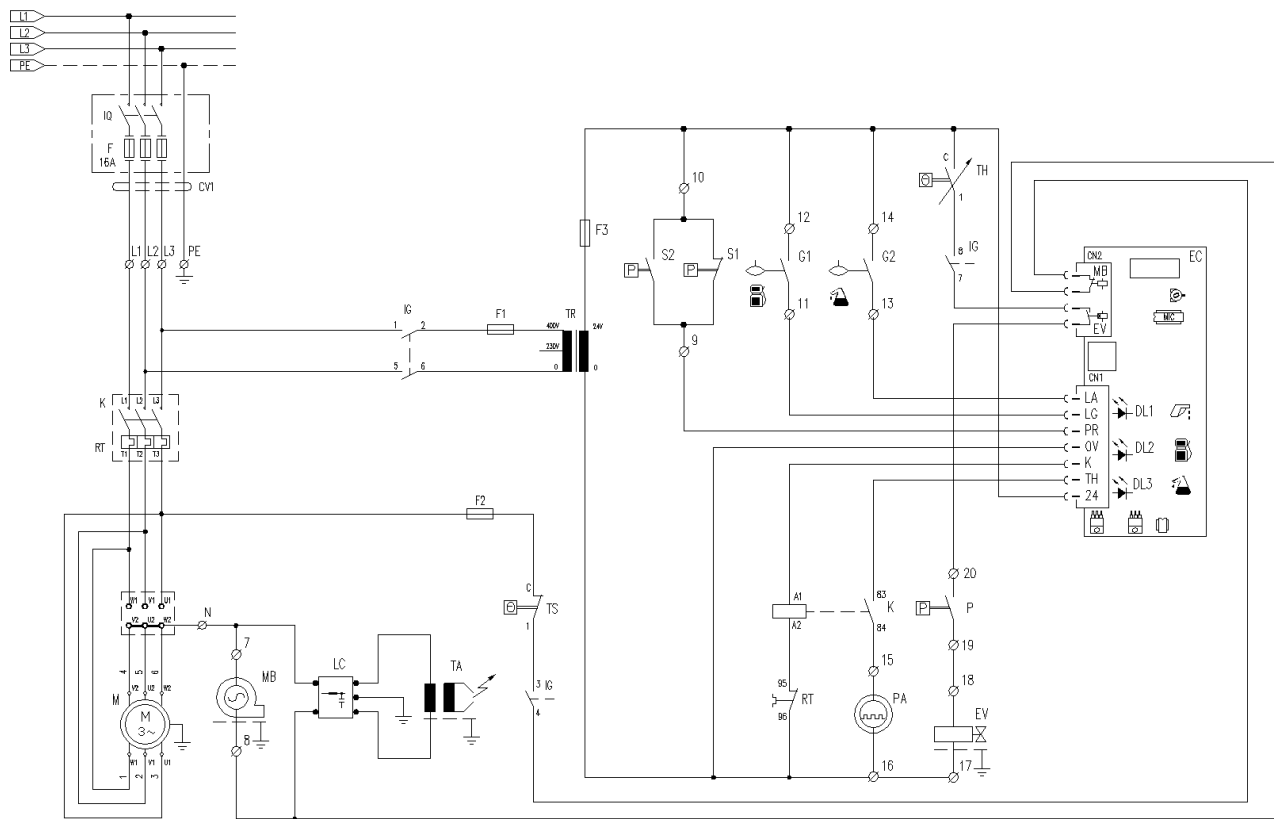 L1
L2
L3
PE
IQ
F
16A
CV1
L1 L2 L3 PE
IG
1 2
5 6
F1
400V
230V
0
TR
24V
0
F3
10
S2
S1
9
12
G1
11
14
G2
13
C
TH
1
8
IG
7
CN2
MB
EV
EC
MIC
CN1
LA
LG
PR
0V
K
TH
24
DL1
DL2
DL3
K
L1 L2 L3
RT
T1 T2 T3
F2
C
TS
1
3
IG
4
W1 V1 U1
V2 U2 W2
N
4 5 6
V2 U2 W2
M
M
3~
W1 V1 U1
1 2 3
7
MB
8
LC
TA
A1
A2
83
K
84
95
RT
96
15
PA
16
20
P
P
19
18
EV
17
P
P